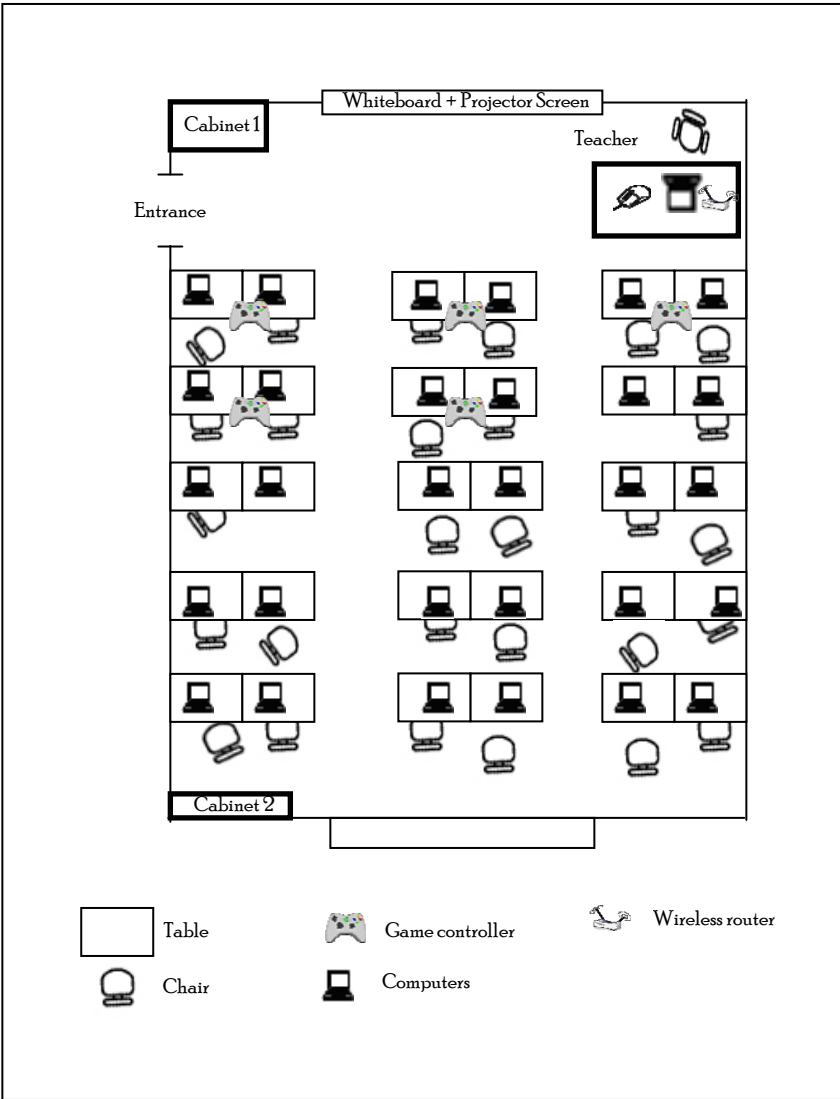 Whiteboard + Projector Screen
Cabinet 1
Teacher
Entrance
Cabinet 2
Table
Game controller
Wireless router
Chair
Computers